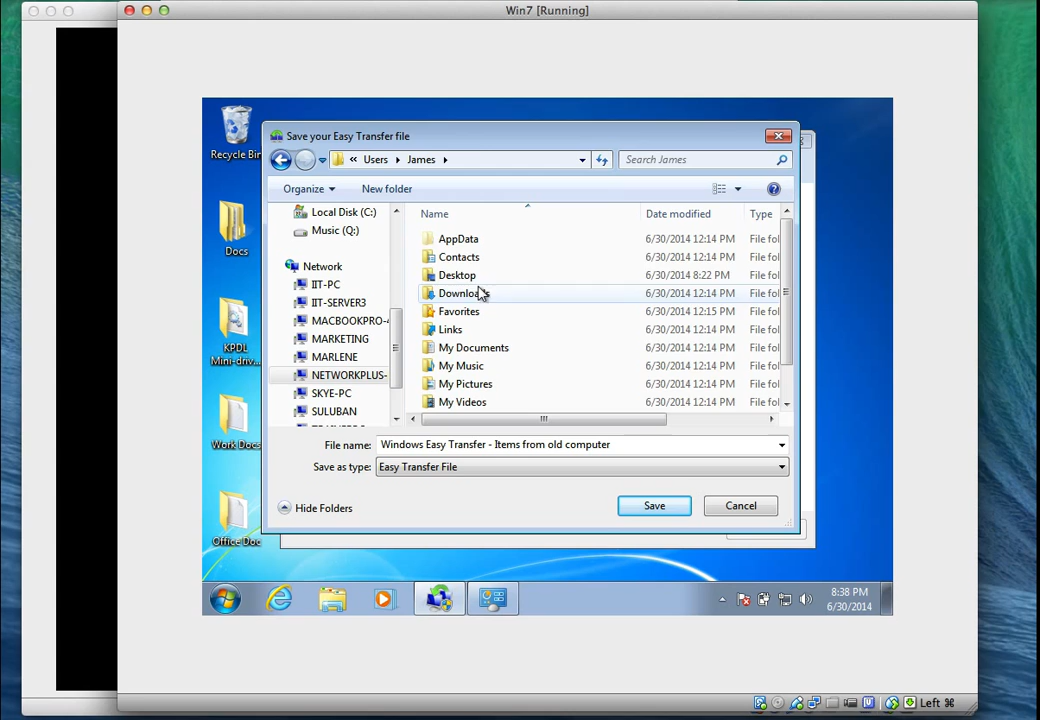 Win7 [Running]
Recycle Bin
Docs
KPDL
Mini-driv...
Work Docs
Office Doc
Save your Easy Transfer file
« Users James
Search James
Organize New folder
Local Disk (C:)
Music (Q:)
Network
IIT-PC
IIT-SERVER3
MACBOOKPRO-4
MARKETING
MARLENE
NETWORKPLUS-
SKYE-PC
SULUBAN
Name Date modified Type
AppData 6/30/2014 12:14 PM File fol
Contacts 6/30/2014 12:14 PM File fol
Desktop 6/30/2014 8:22 PM File fol
Downloads 6/30/2014 12:14 PM File fol
Favorites 6/30/2014 12:15 PM File fol
Links 6/30/2014 12:14 PM File fol
My Documents 6/30/2014 12:14 PM File fol
My Music 6/30/2014 12:14 PM File fol
My Pictures 6/30/2014 12:14 PM File fol
My Videos 6/30/2014 12:14 PM File fol
File name: Windows Easy Transfer - Items from old computer
Save as type: Easy Transfer File
Hide Folders
Save Cancel
8:38 PM
6/30/2014
Left ⌘